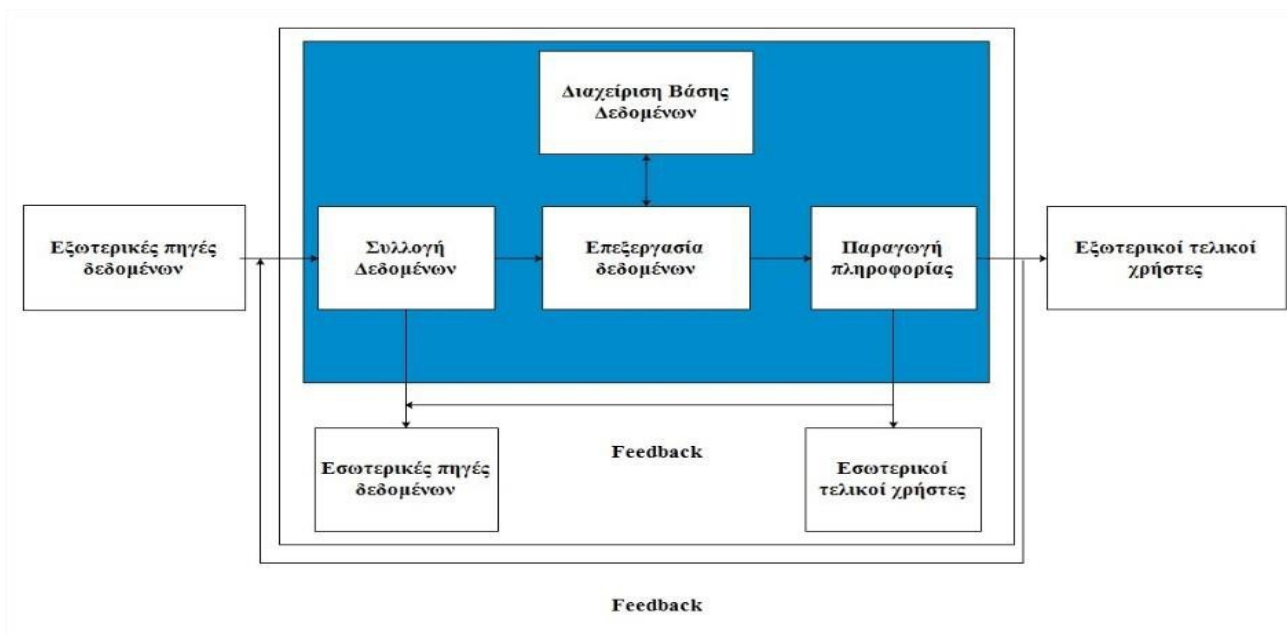 Διαχείριση Βάσης
Δεδομένων
Εξωτερικές πηγές
δεδομένων
Συλλογή
Δεδομένων
Επεξεργασία
δεδομένων
Παραγωγή
πληροφορίας
Εξωτερικοί τελικοί
χρήστες
Feedback
Εσωτερικές πηγές
δεδομένων
Εσωτερικοί
τελικοί χρήστες
Feedback